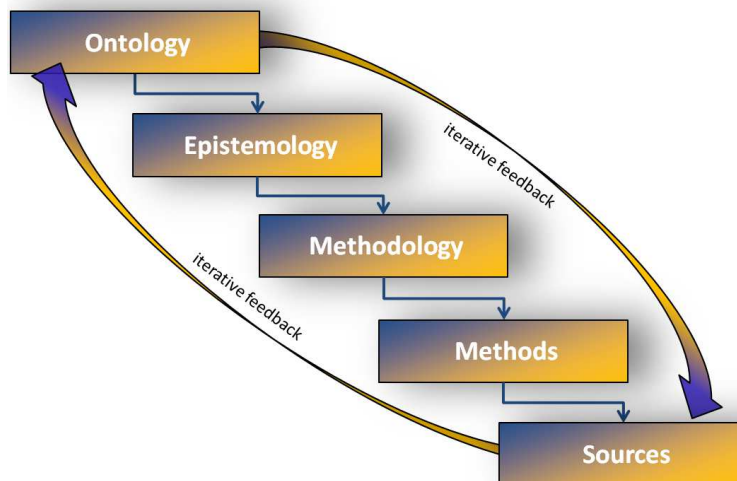 Ontology
Epistemology
iterative feedback
Methodology
iterative feedback
Methods
Sources